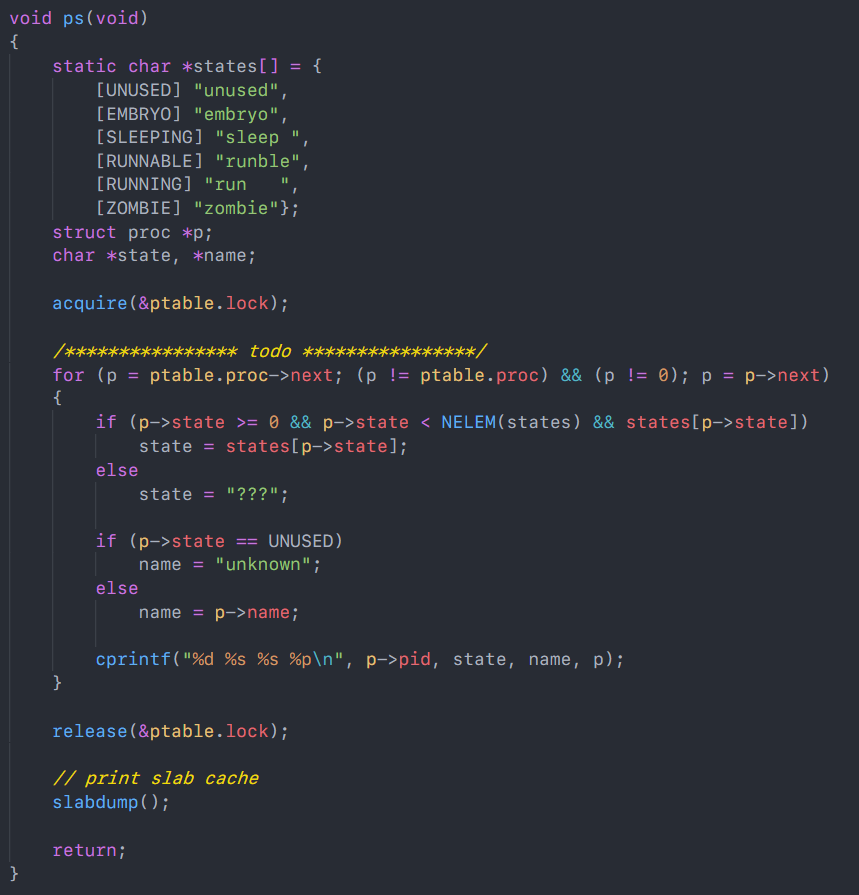 void ps(void)
{
    static char *states[] = {
        [UNUSED] "unused",
        [EMBRYO] "embryo",
        [SLEEPING] "sleep ",
        [RUNNABLE] "runble",
        [RUNNING] "run   ",
        [ZOMBIE] "zombie"};
    struct proc *p;
    char *state, *name;

    acquire(&ptable.lock);

    /**************** todo ****************/
    for (p = ptable.proc->next; (p != ptable.proc) && (p != 0); p = p->next)
    {
        if (p->state >= 0 && p->state < NELEM(states) && states[p->state])
            state = states[p->state];
        else
            state = "???";

        if (p->state == UNUSED)
            name = "unknown";
        else
            name = p->name;

        cprintf("%d %s %s %p\n", p->pid, state, name, p);
    }

    release(&ptable.lock);

    // print slab cache
    slabdump();

    return;
}